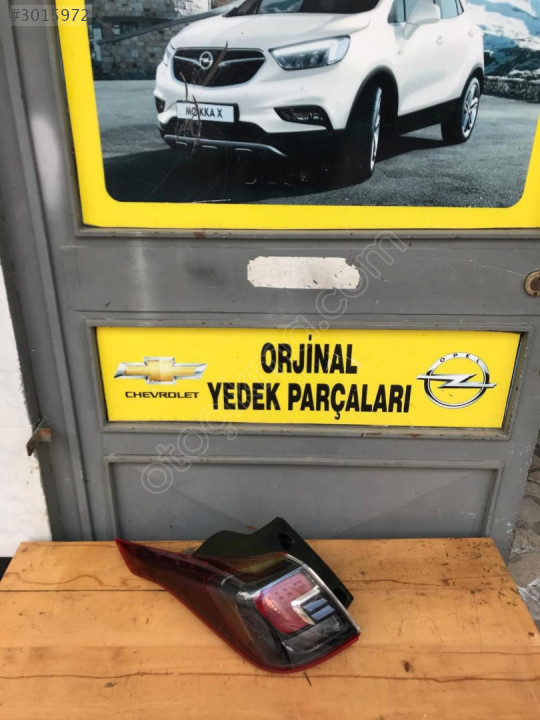 #3015972
MOKKA X
ORJİNAL
CHEVROLET
YEDEK PARÇALARI
OPEL